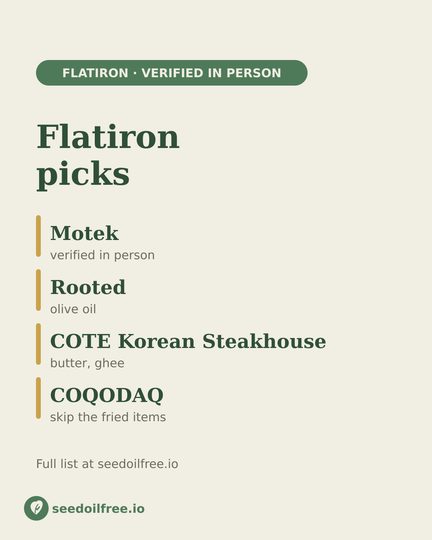 FLATIRON · VERIFIED IN PERSON
Flatiron
picks
Motek
verified in person
Rooted
olive oil
COTE Korean Steakhouse
butter, ghee
COQODAQ
skip the fried items
Full list at seedoilfree.io
seedoilfree.io